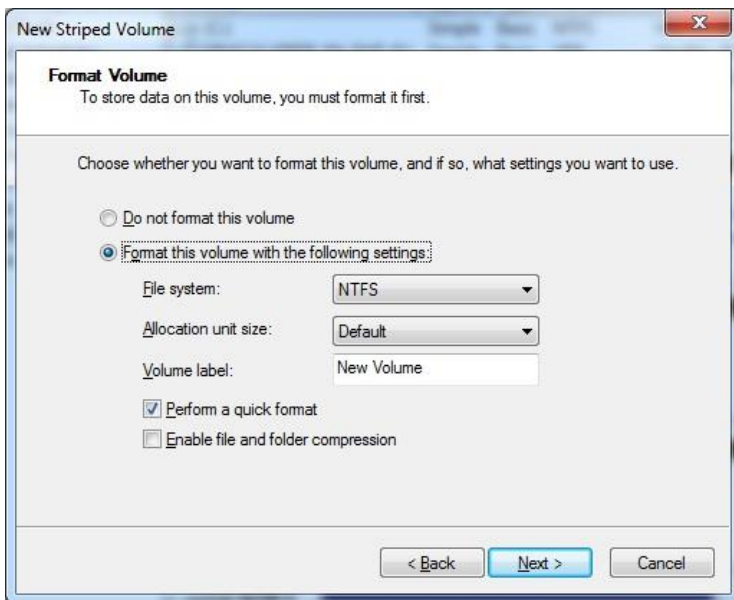 New Striped Volume
Format Volume
To store data on this volume, you must format it first.
Choose whether you want to format this volume, and if so, what settings you want to use.
Do not format this volume
Format this volume with the following settings:
File system:
NTFS
Allocation unit size:
Default
Volume label:
New Volume
Perform a quick format
Enable file and folder compression
< Back
Next >
Cancel